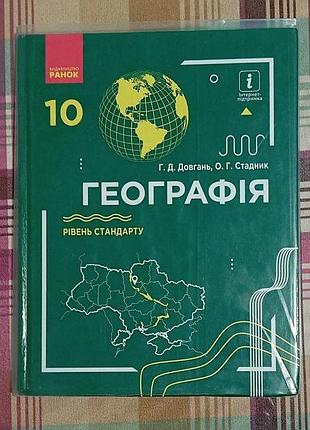 ВИДАВНИЦТВО
РАНОК
i
Інтернет-
підтримка
10
Г. Д. Довгань, О. Г. Стадник
ГЕОГРАФІЯ
РІВЕНЬ СТАНДАРТУ